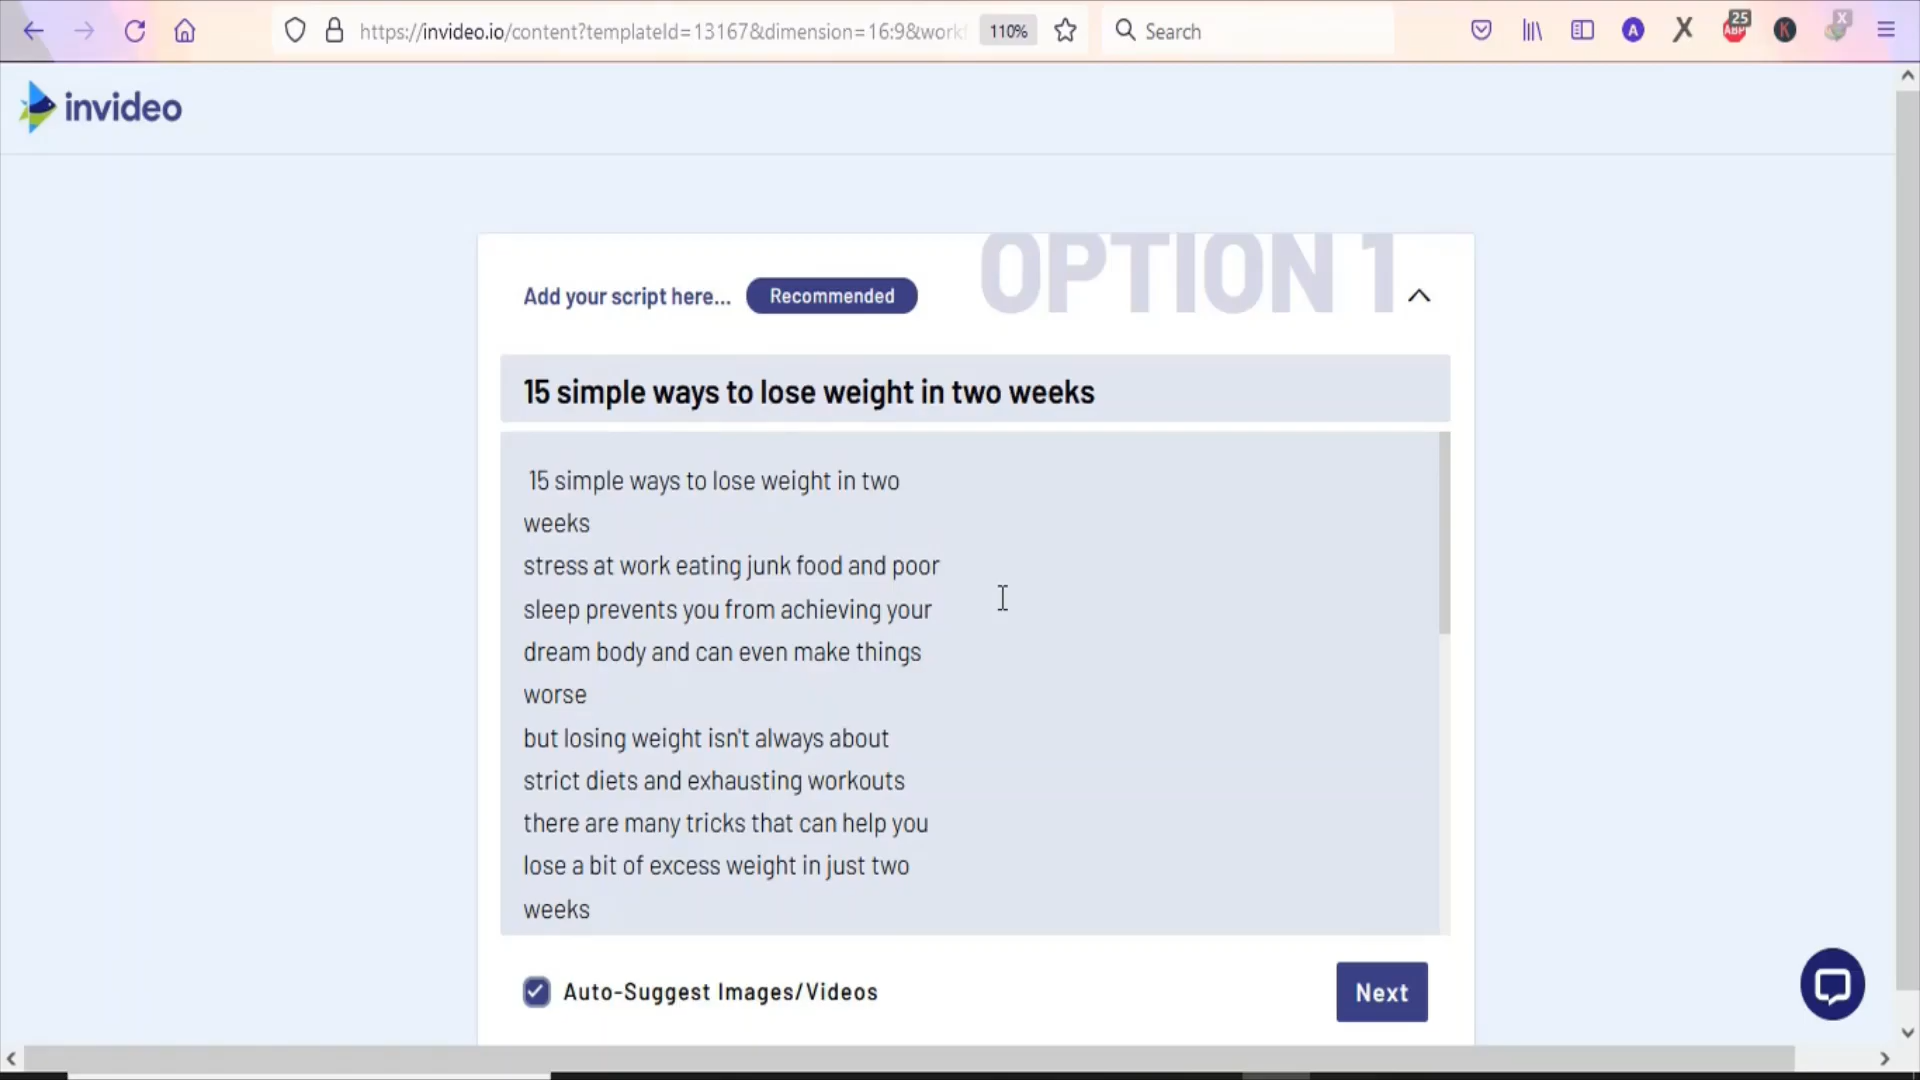 https://invideo.io/content?templateId=13167&dimension=16:9&workf
110%
Search
25
ABP
A
K
X
invideo
OPTION 1
Add your script here...
Recommended
15 simple ways to lose weight in two weeks
15 simple ways to lose weight in two
weeks
stress at work eating junk food and poor
sleep prevents you from achieving your
dream body and can even make things
worse
but losing weight isn't always about
strict diets and exhausting workouts
there are many tricks that can help you
lose a bit of excess weight in just two
weeks
Auto-Suggest Images/Videos
Next